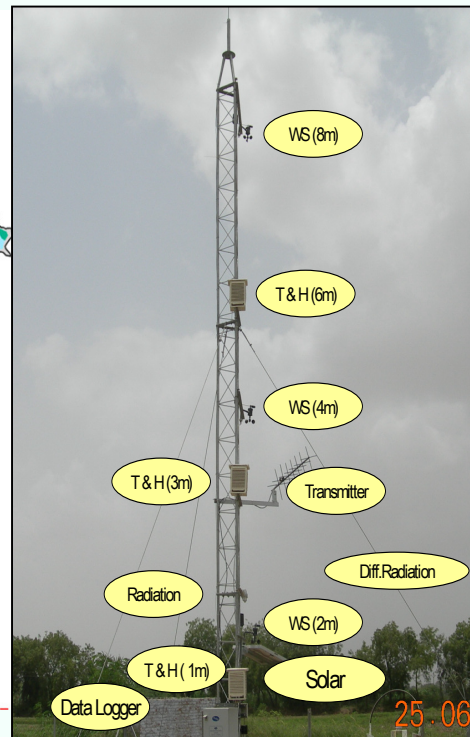 WS (8m)
T & H (6m)
WS (4m)
T & H (3m)
Transmitter
Diff.Radiation
Radiation
WS (2m)
T & H ( 1m)
Solar
Data Logger
25.06